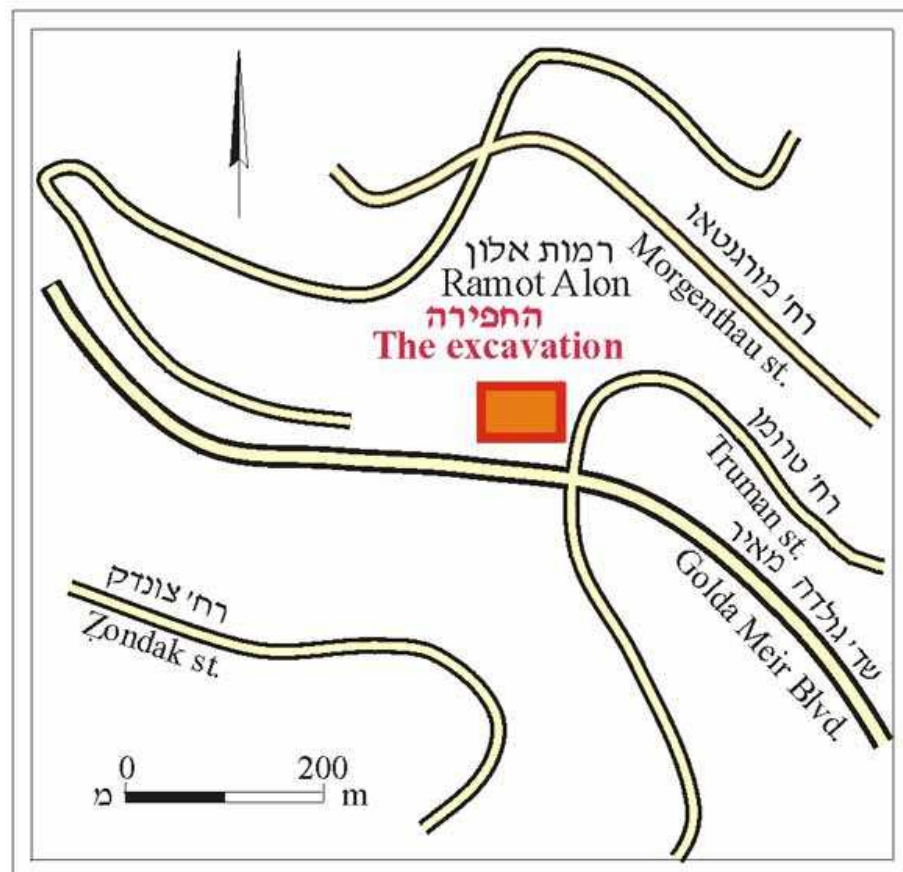 רח' מורגנטאו
Morgenthau st.
רמות אלון
Ramot Alon
החפירה
The excavation
רח' טרומן
Truman st.
שד' גולדה מאיר
Golda Meir Blvd.
רח' צונדק
Ẓondak st.
0 200
מ m